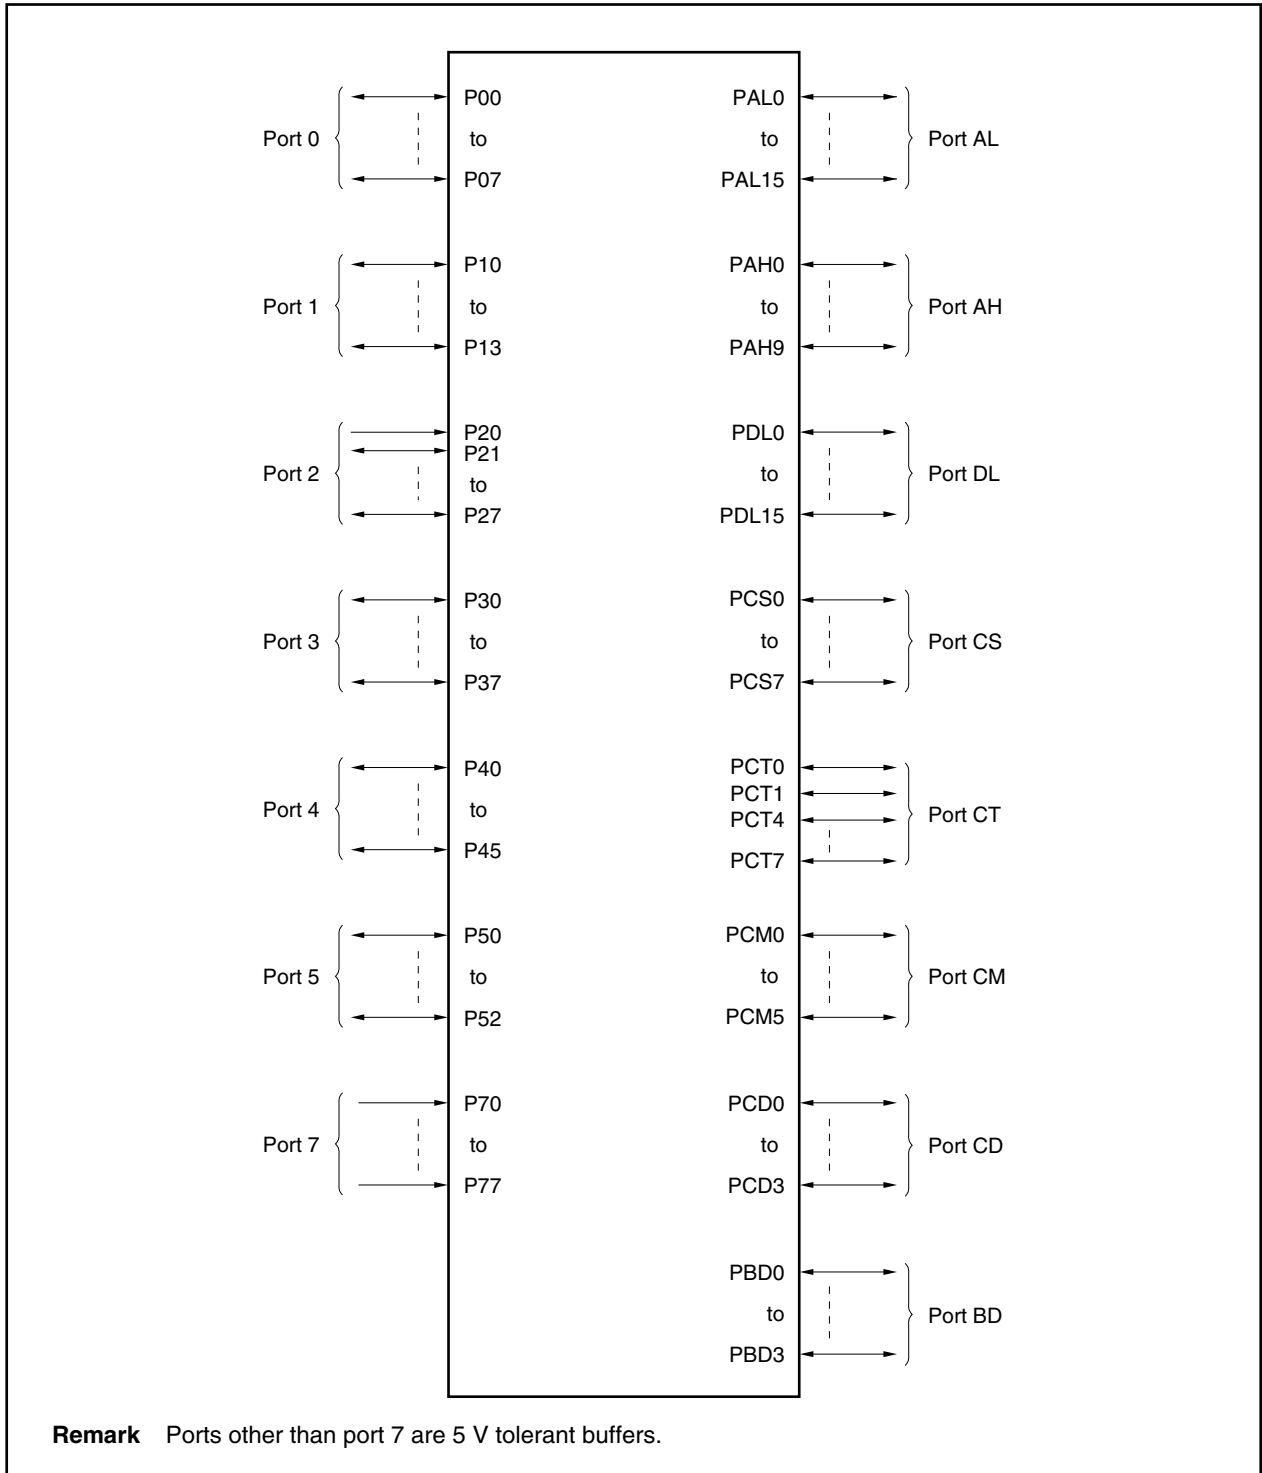 Port 0
P00
to
P07
Port 1
P10
to
P13
Port 2
P20
P21
to
P27
Port 3
P30
to
P37
Port 4
P40
to
P45
Port 5
P50
to
P52
Port 7
P70
to
P77
PAL0
to
PAL15
Port AL
PAH0
to
PAH9
Port AH
PDL0
to
PDL15
Port DL
PCS0
to
PCS7
Port CS
PCT0
PCT1
PCT4
PCT7
Port CT
PCM0
to
PCM5
Port CM
PCD0
to
PCD3
Port CD
PBD0
to
PBD3
Port BD
Remark Ports other than port 7 are 5 V tolerant buffers.